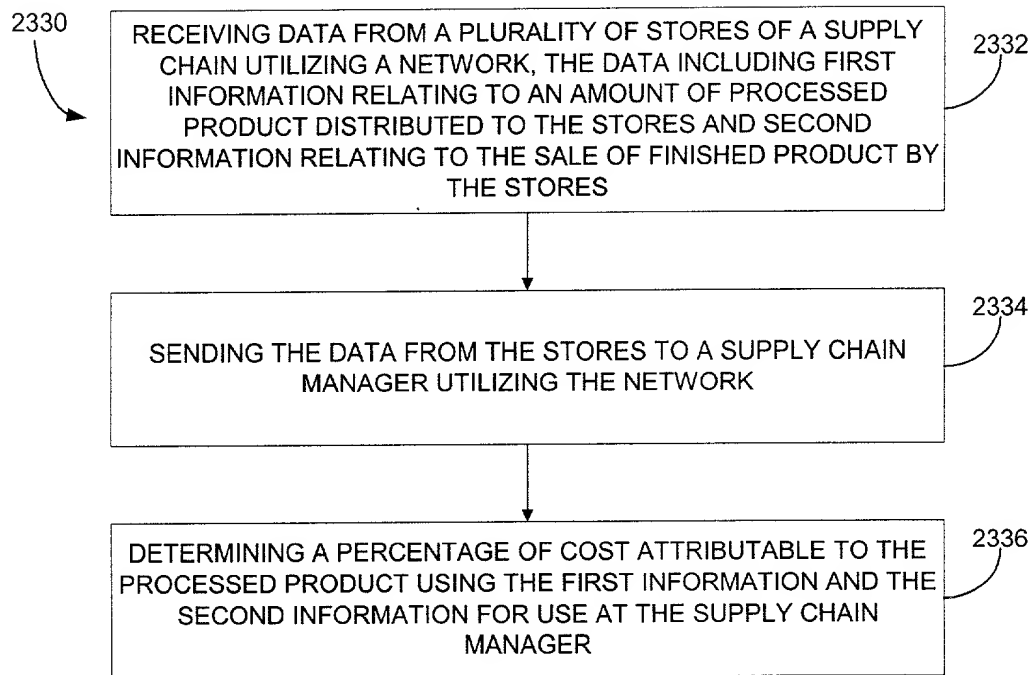 2330
RECEIVING DATA FROM A PLURALITY OF STORES OF A SUPPLY
CHAIN UTILIZING A NETWORK, THE DATA INCLUDING FIRST
INFORMATION RELATING TO AN AMOUNT OF PROCESSED
PRODUCT DISTRIBUTED TO THE STORES AND SECOND
INFORMATION RELATING TO THE SALE OF FINISHED PRODUCT BY
THE STORES
2332
SENDING THE DATA FROM THE STORES TO A SUPPLY CHAIN
MANAGER UTILIZING THE NETWORK
2334
DETERMINING A PERCENTAGE OF COST ATTRIBUTABLE TO THE
PROCESSED PRODUCT USING THE FIRST INFORMATION AND THE
SECOND INFORMATION FOR USE AT THE SUPPLY CHAIN
MANAGER
2336